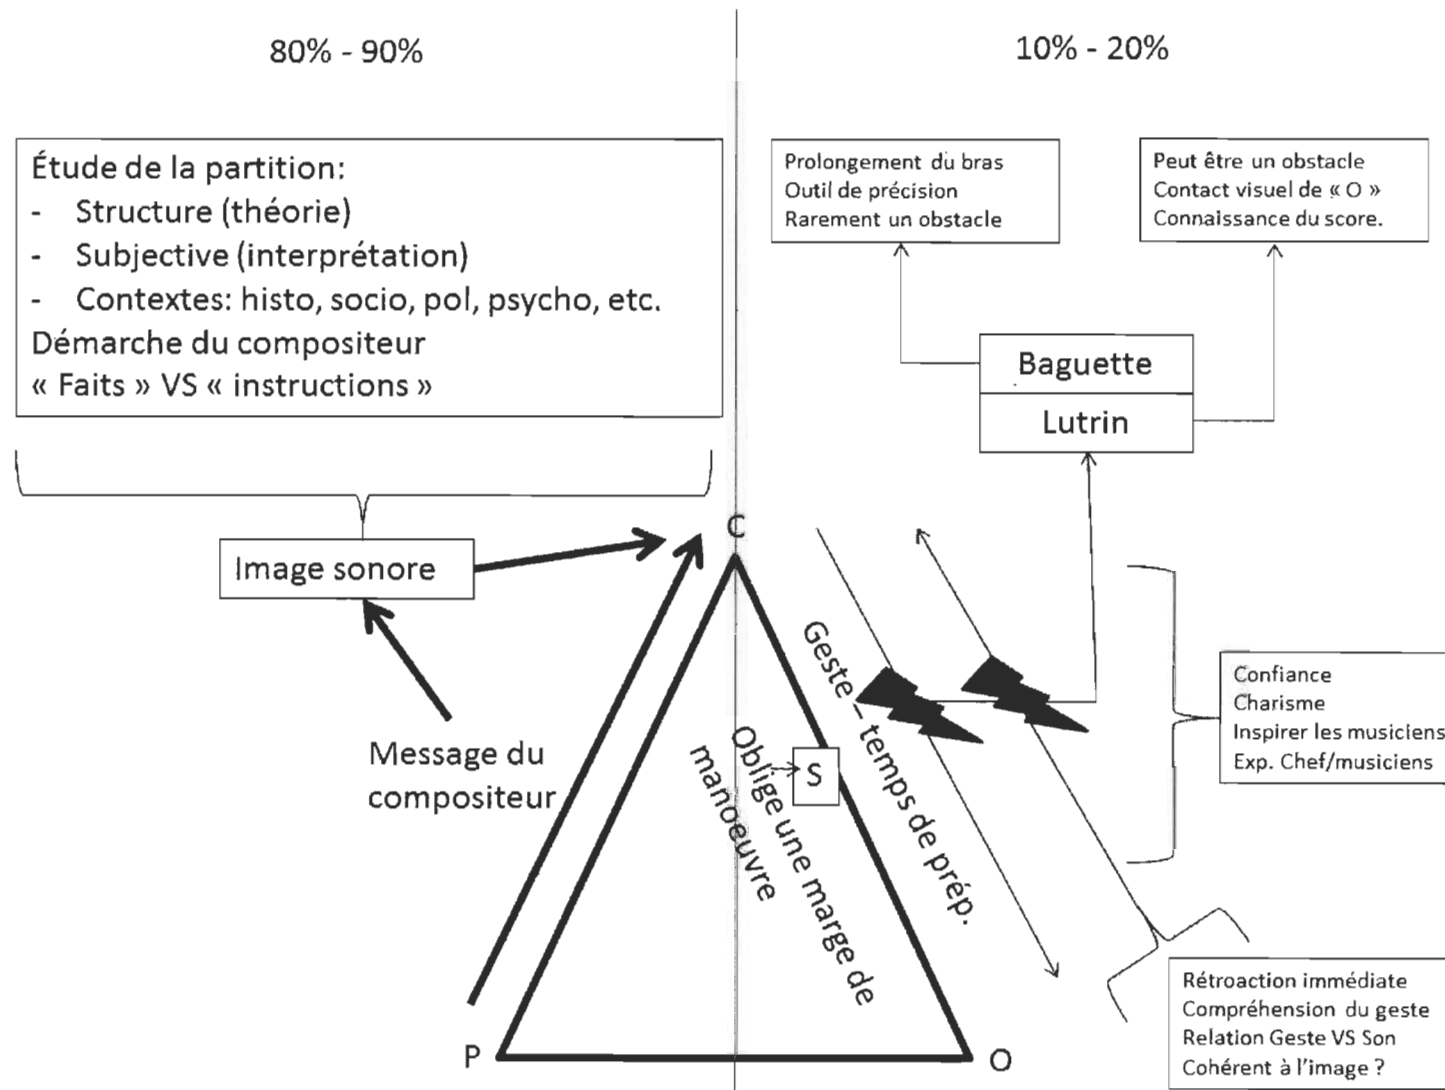 80% - 90%
10% - 20%
Étude de la partition:
- Structure (théorie)
- Subjective (interprétation)
- Contextes: histo, socio, pol, psycho, etc.
Démarche du compositeur
« Faits » VS « instructions »
Prolongement du bras
Outil de précision
Rarement un obstacle
Peut être un obstacle
Contact visuel de « O »
Connaissance du score.
Baguette
Lutrin
C
Image sonore
Message du
compositeur
Geste – temps de prép.
S
Oblige une marge de
manoeuvre
Confiance
Charisme
Inspirer les musiciens
Exp. Chef/musiciens
Rétroaction immédiate
Compréhension du geste
Relation Geste VS Son
Cohérent à l'image ?
P
O